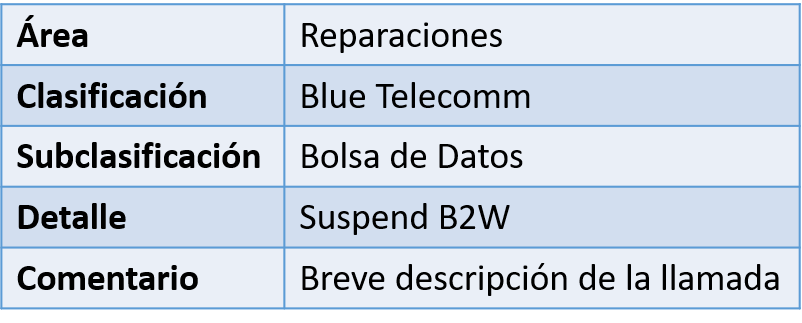 Área Reparaciones
Clasificación Blue Telecomm
Subclasificación Bolsa de Datos
Detalle Suspend B2W
Comentario Breve descripción de la llamada